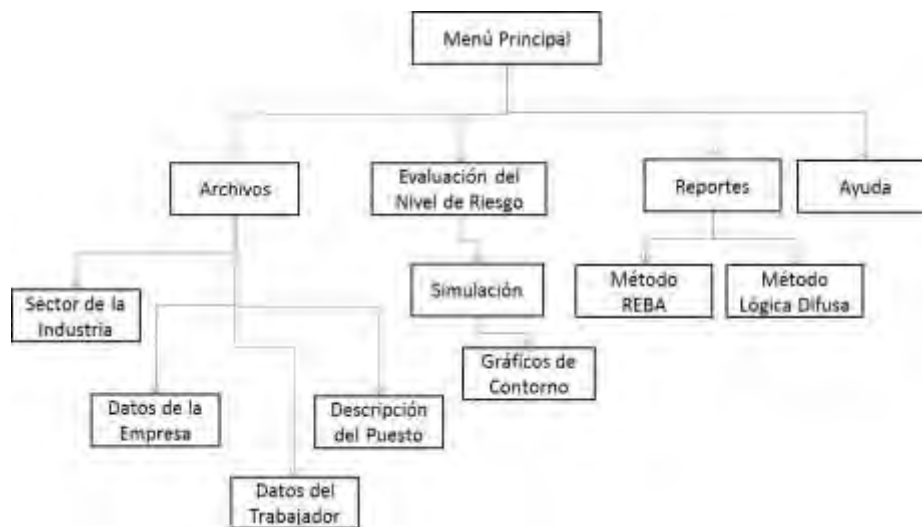 Menú Principal
Archivos
Evaluación del
Nivel de Riesgo
Reportes
Ayuda
Sector de la
Industria
Simulación
Método
REBA
Método
Lógica Difusa
Gráficos de
Contorno
Datos de la
Empresa
Descripción
del Puesto
Datos del
Trabajador